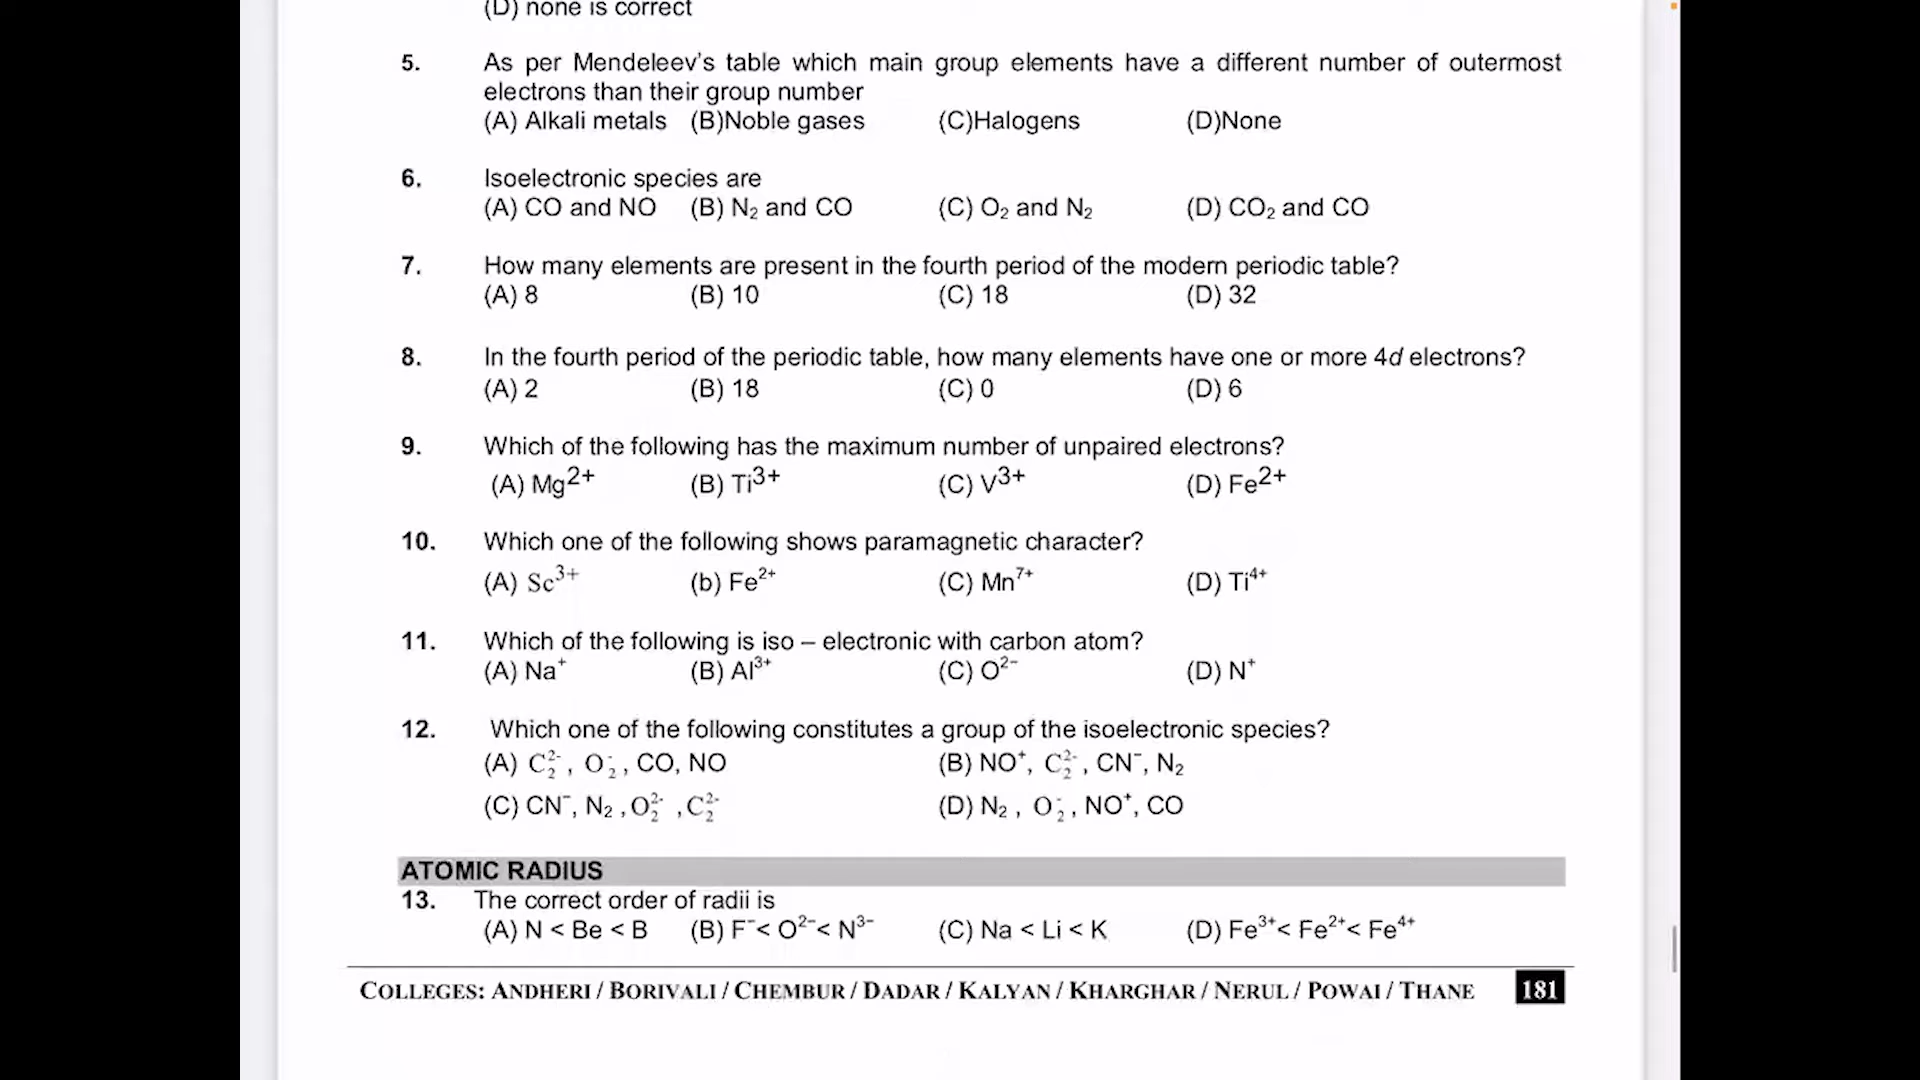 (D) none is correct
5. As per Mendeleev's table which main group elements have a different number of outermost
electrons than their group number
(A) Alkali metals (B)Noble gases (C)Halogens (D)None
6. Isoelectronic species are
(A) CO and NO (B) N₂ and CO (C) O₂ and N₂ (D) CO₂ and CO
7. How many elements are present in the fourth period of the modern periodic table?
(A) 8 (B) 10 (C) 18 (D) 32
8. In the fourth period of the periodic table, how many elements have one or more 4d electrons?
(A) 2 (B) 18 (C) 0 (D) 6
9. Which of the following has the maximum number of unpaired electrons?
(A) Mg²⁺ (B) Ti³⁺ (C) V³⁺ (D) Fe²⁺
10. Which one of the following shows paramagnetic character?
(A) Sc³⁺ (b) Fe²⁺ (C) Mn⁷⁺ (D) Ti⁴⁺
11. Which of the following is iso – electronic with carbon atom?
(A) Na⁺ (B) Al³⁺ (C) O²⁻ (D) N⁺
12. Which one of the following constitutes a group of the isoelectronic species?
(A) C₂²⁻, O₂⁻, CO, NO (B) NO⁺, C₂²⁻, CN⁻, N₂
(C) CN⁻, N₂ ,O₂²⁻ ,C₂²⁻ (D) N₂ , O₂⁻, NO⁺, CO
ATOMIC RADIUS
13. The correct order of radii is
(A) N < Be < B (B) F⁻< O²⁻< N³⁻ (C) Na < Li < K (D) Fe³⁺< Fe²⁺< Fe⁴⁺
COLLEGES: ANDHERI / BORIVALI / CHEMBUR / DADAR / KALYAN / KHARGHAR / NERUL / POWAI / THANE 181